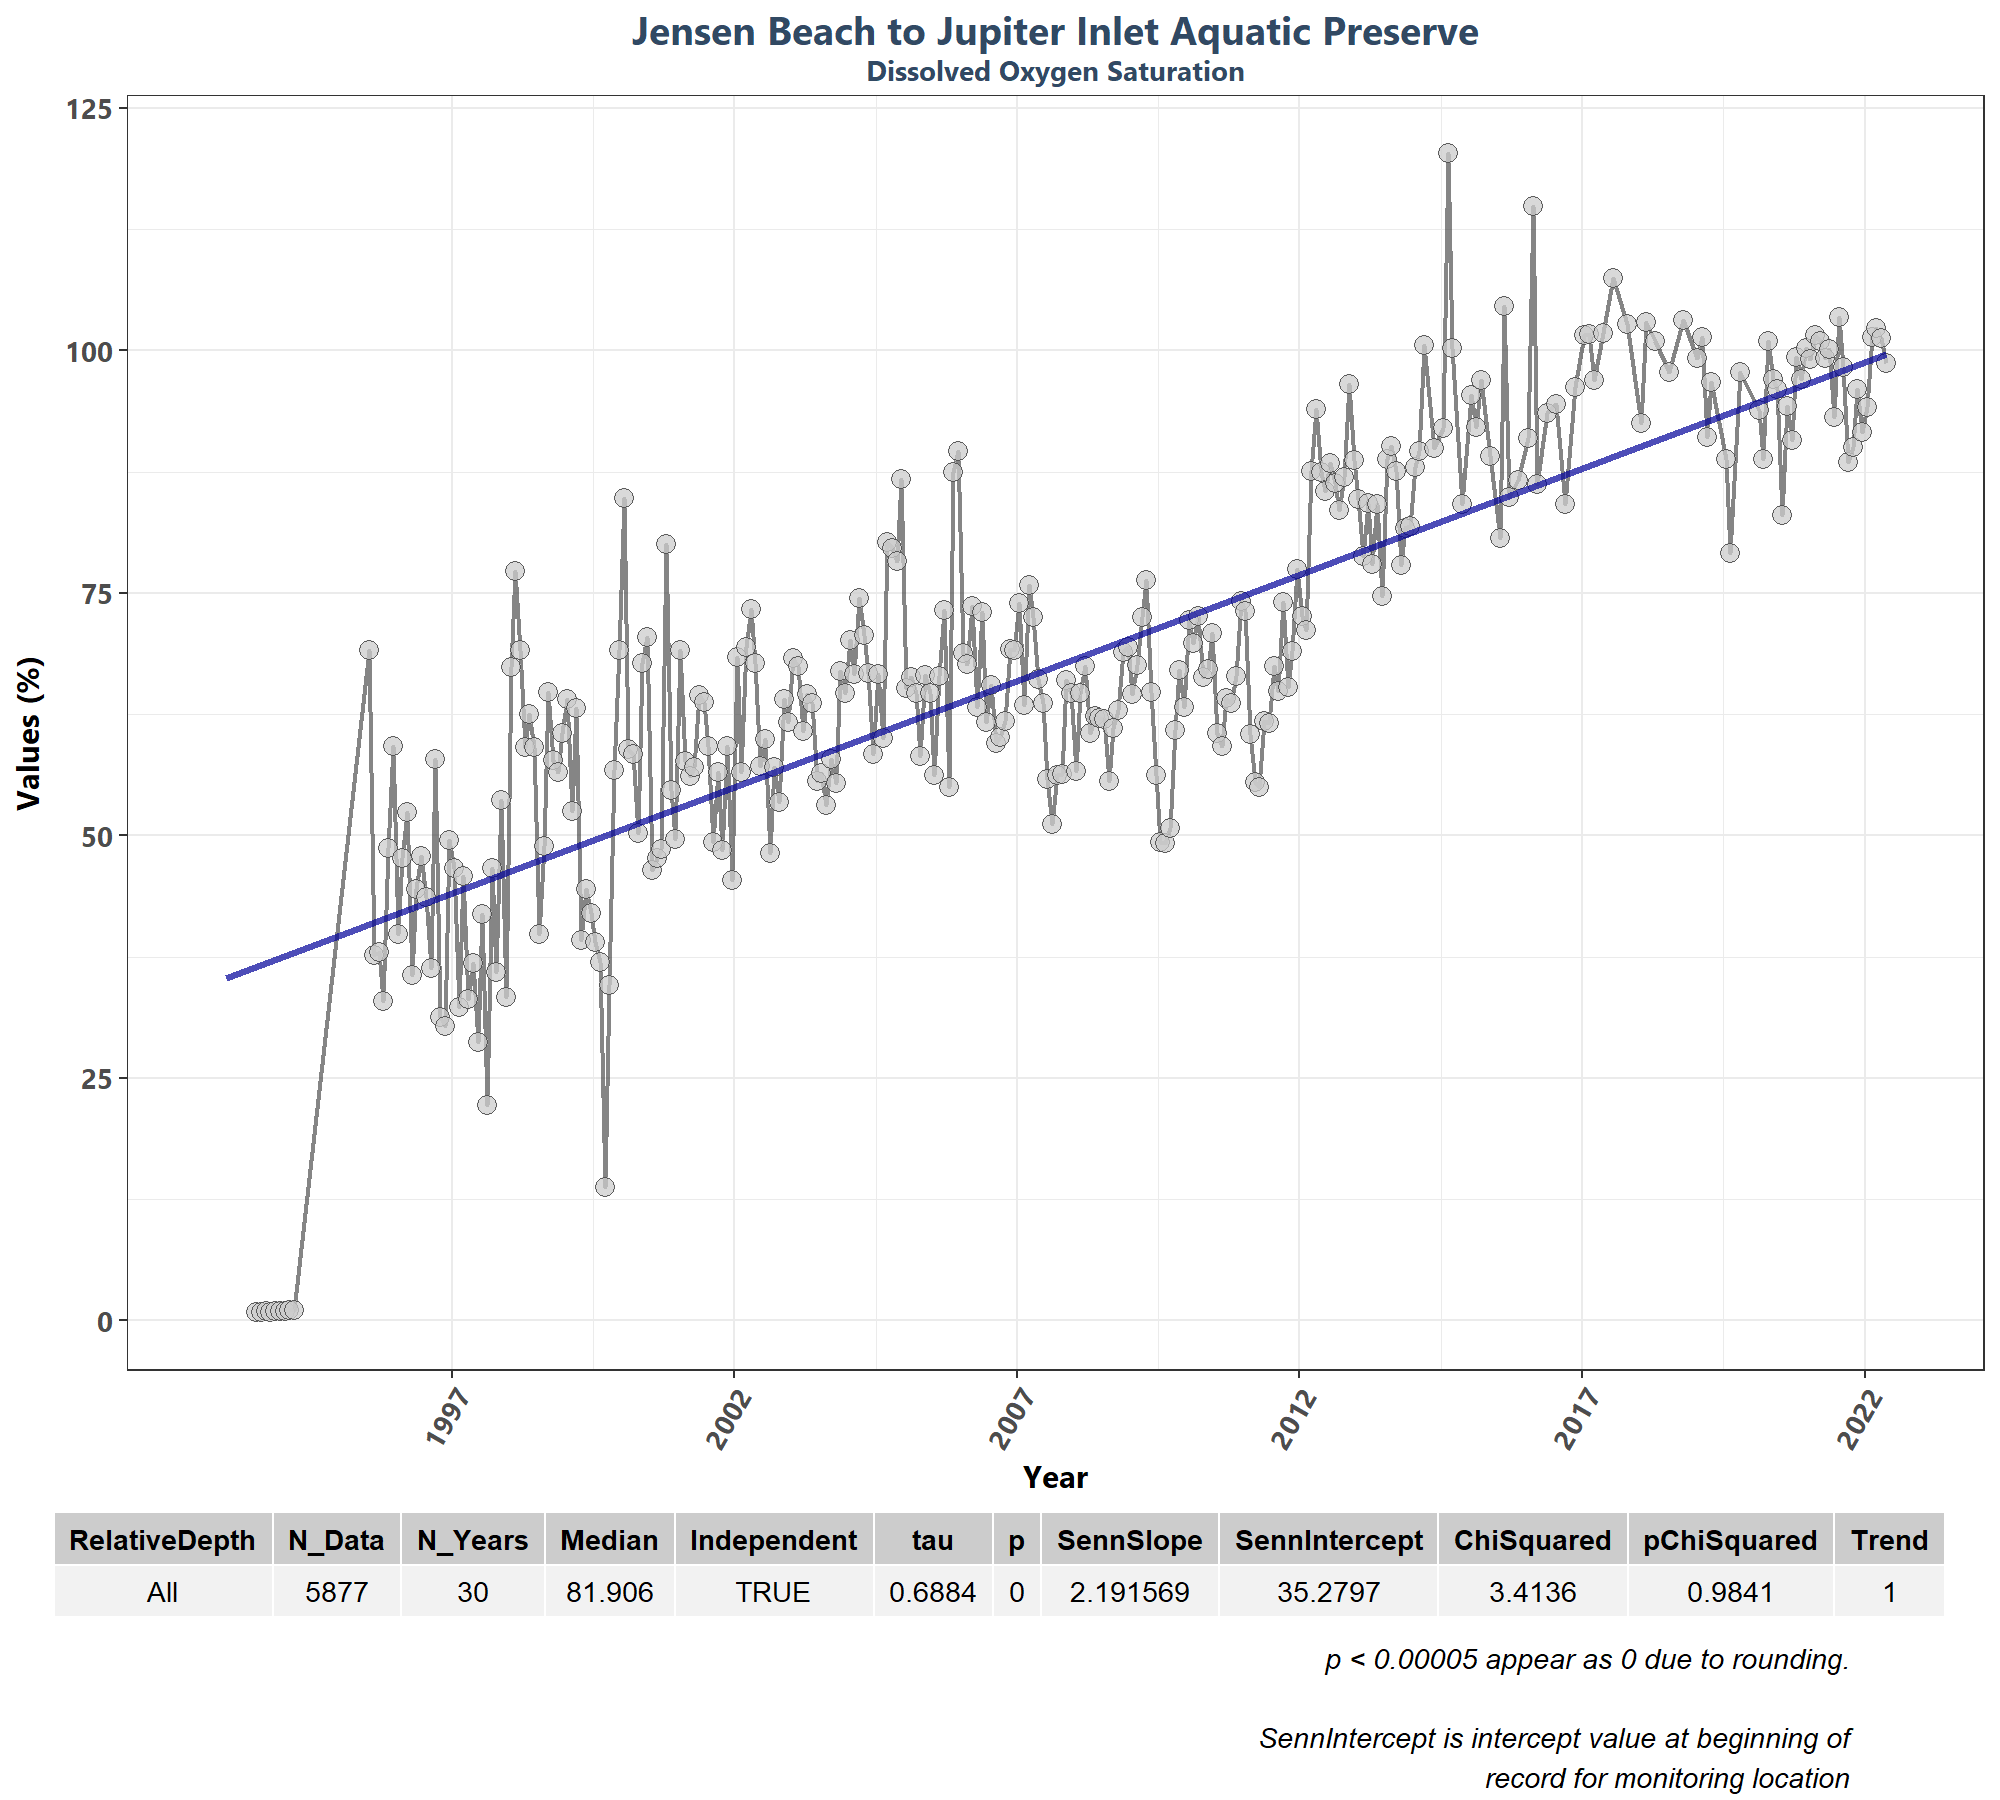 Jensen Beach to Jupiter Inlet Aquatic Preserve
Dissolved Oxygen Saturation
125
100
75
50
25
0
Values (%)
1997
2002
2007
2012
2017
2022
Year
RelativeDepth N_Data N_Years Median Independent tau p SennSlope SennIntercept ChiSquared pChiSquared Trend
All 5877 30 81.906 TRUE 0.6884 0 2.191569 35.2797 3.4136 0.9841 1
p < 0.00005 appear as 0 due to rounding.
SennIntercept is intercept value at beginning of
record for monitoring location